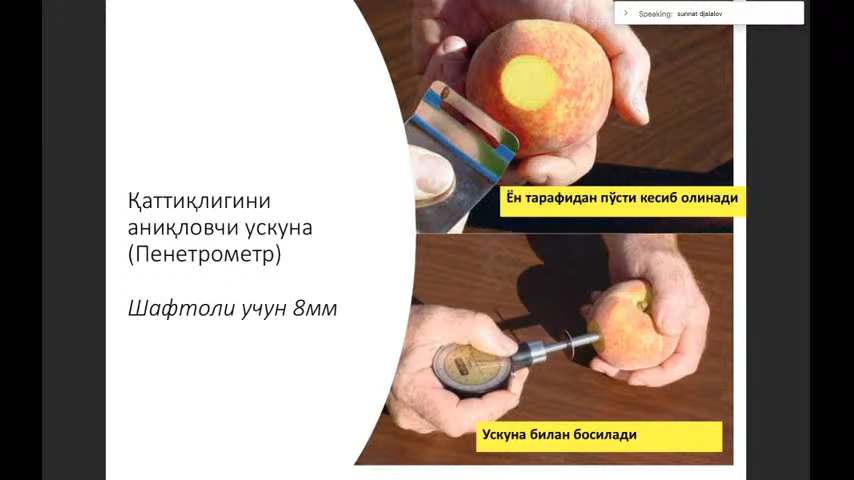 Speaking: sunnat djalalov
Қаттиқлигини
аниқловчи ускуна
(Пенетрометр)
Шафтоли учун 8мм
Ён тарафидан пўсти кесиб олинади
Ускуна билан босилади